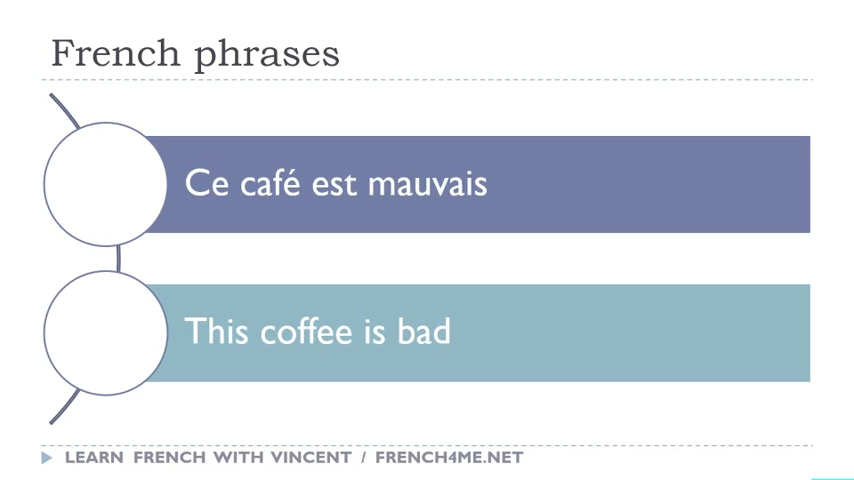 French phrases
Ce café est mauvais
This coffee is bad
LEARN FRENCH WITH VINCENT / FRENCH4ME.NET